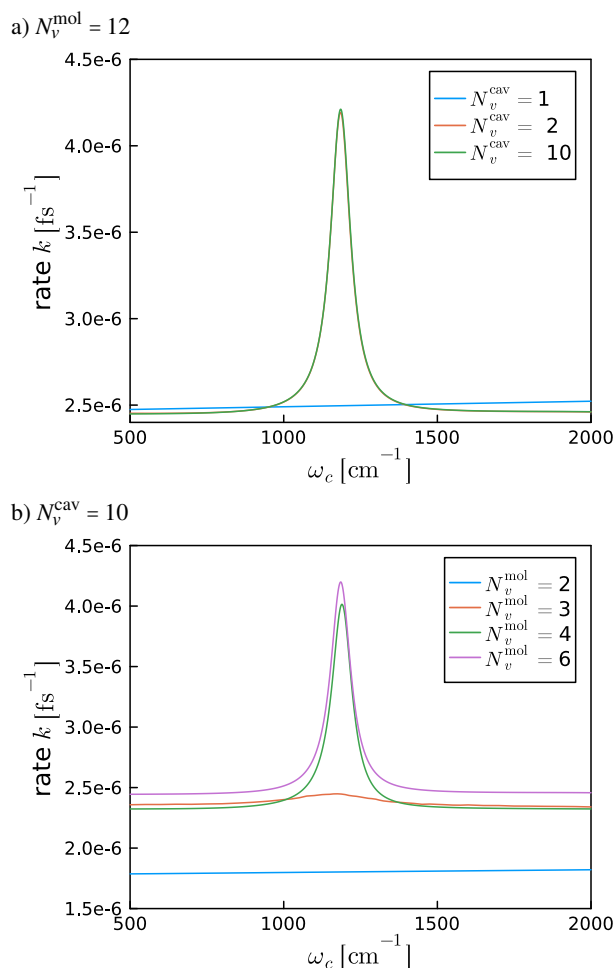 a) N_v^mol = 12
4.5e-6
4.0e-6
3.5e-6
3.0e-6
2.5e-6
rate k [fs⁻¹]
N_v^cav = 1
N_v^cav = 2
N_v^cav = 10
500 1000 1500 2000
ω_c [cm⁻¹]
b) N_v^cav = 10
4.5e-6
4.0e-6
3.5e-6
3.0e-6
2.5e-6
1.8e-6
1.5e-6
rate k [fs⁻¹]
N_v^mol = 2
N_v^mol = 3
N_v^mol = 4
N_v^mol = 6
500 1000 1500 2000
ω_c [cm⁻¹]